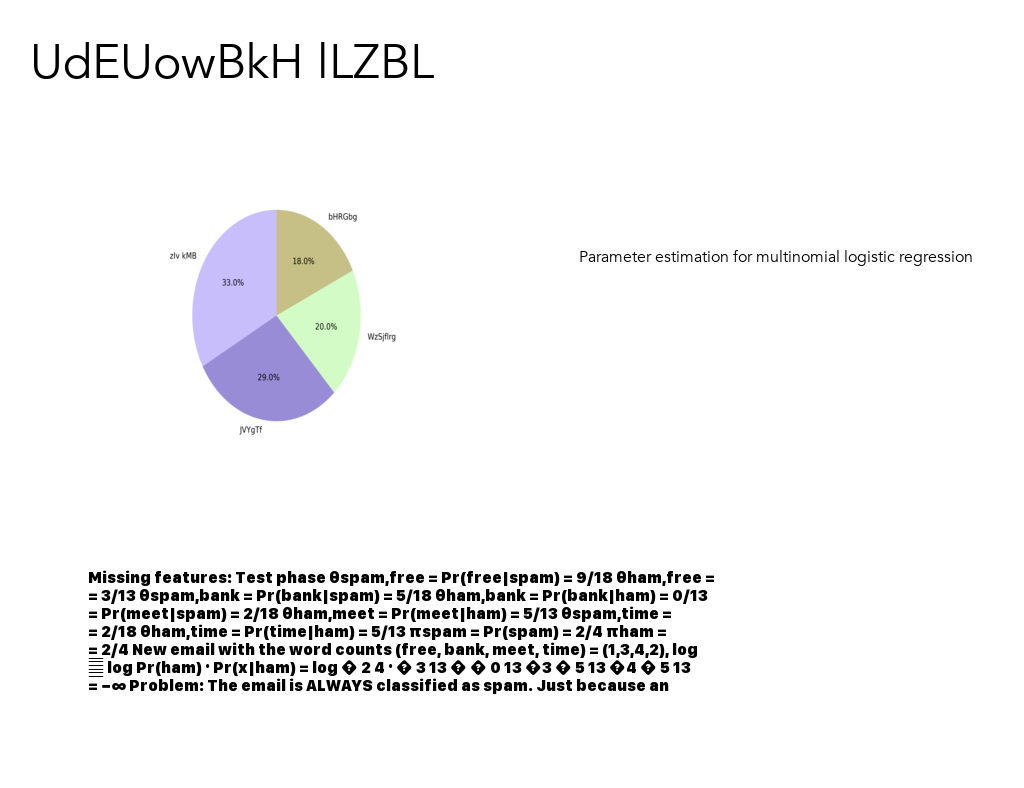 UdEUowBkH lLZBL
bHRGbg
zlv kMB
18.0%
33.0%
Parameter estimation for multinomial logistic regression
20.0%
WzSjflrg
29.0%
JVYgTf
Missing features: Test phase θspam,free = Pr(free|spam) = 9/18 θham,free =
= 3/13 θspam,bank = Pr(bank|spam) = 5/18 θham,bank = Pr(bank|ham) = 0/13
= Pr(meet|spam) = 2/18 θham,meet = Pr(meet|ham) = 5/13 θspam,time =
= 2/18 θham,time = Pr(time|ham) = 5/13 πspam = Pr(spam) = 2/4 πham =
= 2/4 New email with the word counts (free, bank, meet, time) = (1,3,4,2), log
log Pr(ham) · Pr(x|ham) = log � 2 4 · � 3 13 � � 0 13 �3 � 5 13 �4 � 5 13
= −∞ Problem: The email is ALWAYS classified as spam. Just because an